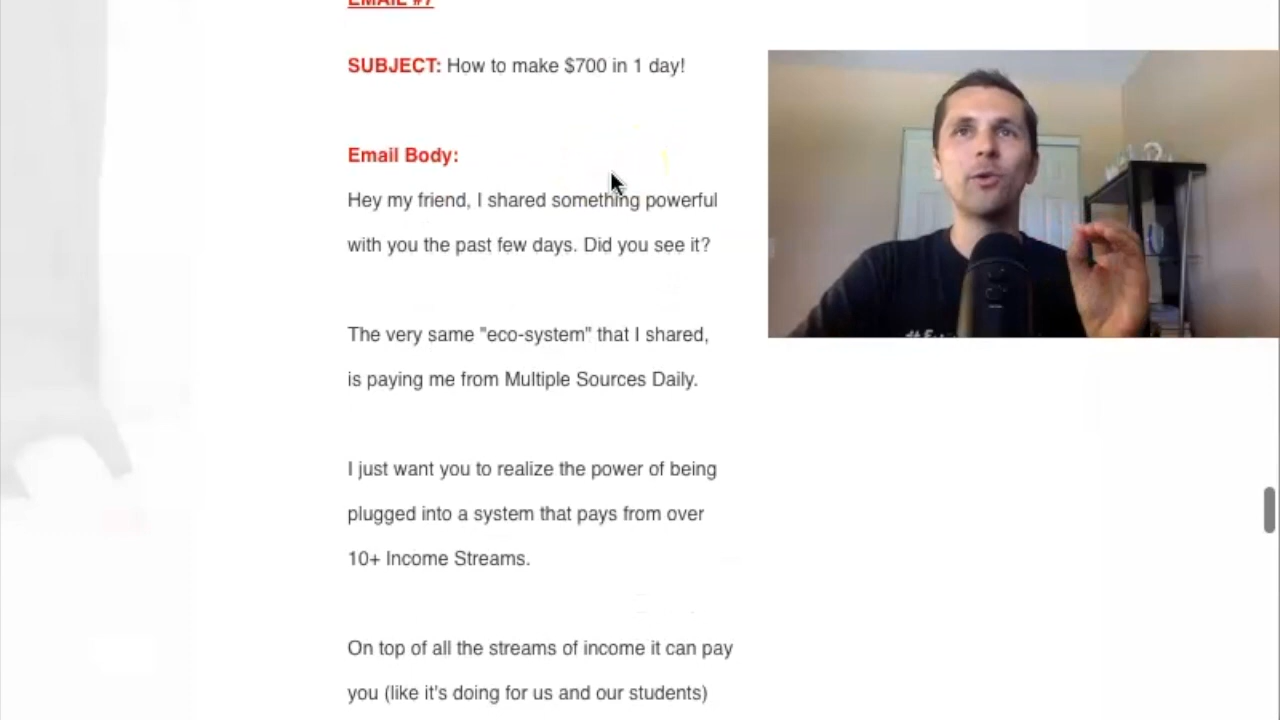 EMAIL #7
SUBJECT: How to make $700 in 1 day!
Email Body:
Hey my friend, I shared something powerful
with you the past few days. Did you see it?
The very same "eco-system" that I shared,
is paying me from Multiple Sources Daily.
I just want you to realize the power of being
plugged into a system that pays from over
10+ Income Streams.
On top of all the streams of income it can pay
you (like it's doing for us and our students)